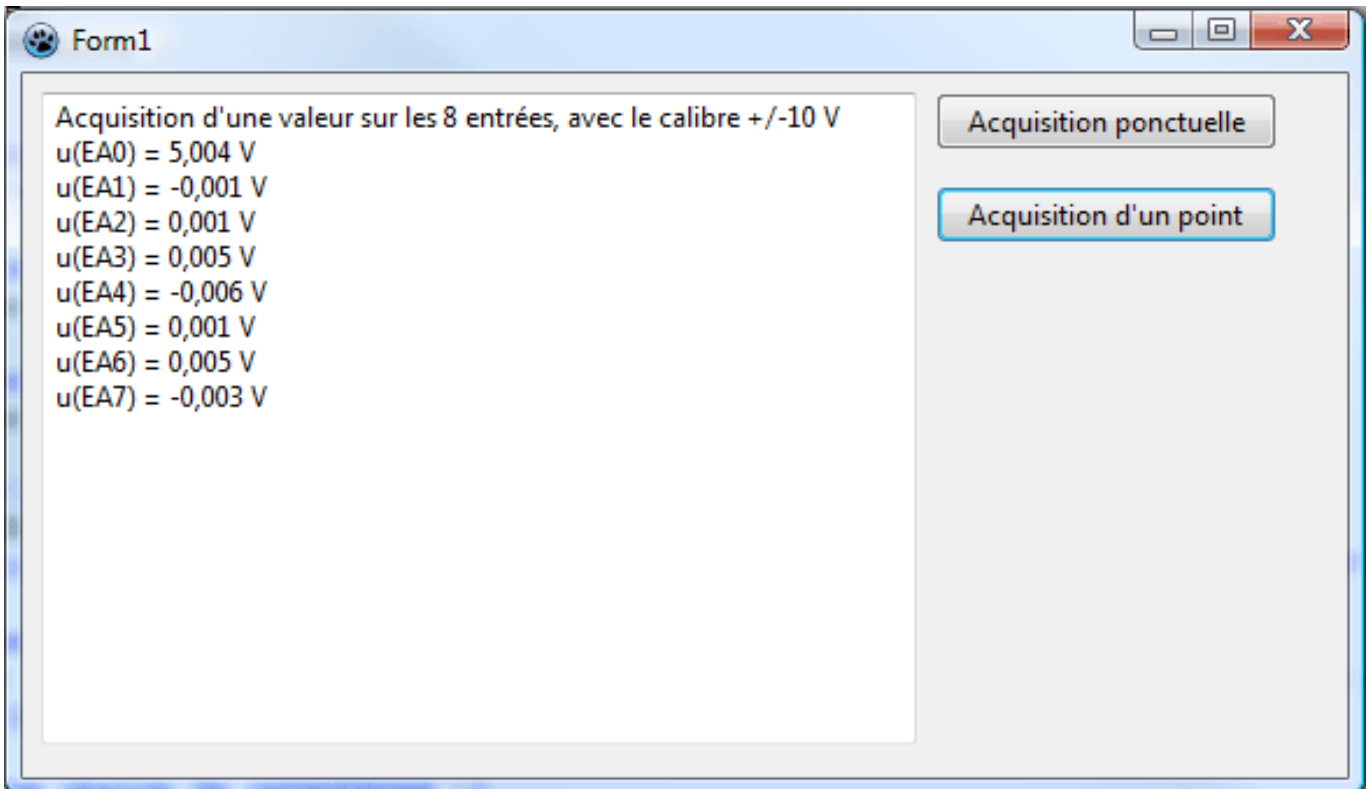 Form1
Acquisition d'une valeur sur les 8 entrées, avec le calibre +/-10 V
u(EA0) = 5,004 V
u(EA1) = -0,001 V
u(EA2) = 0,001 V
u(EA3) = 0,005 V
u(EA4) = -0,006 V
u(EA5) = 0,001 V
u(EA6) = 0,005 V
u(EA7) = -0,003 V
Acquisition ponctuelle
Acquisition d'un point